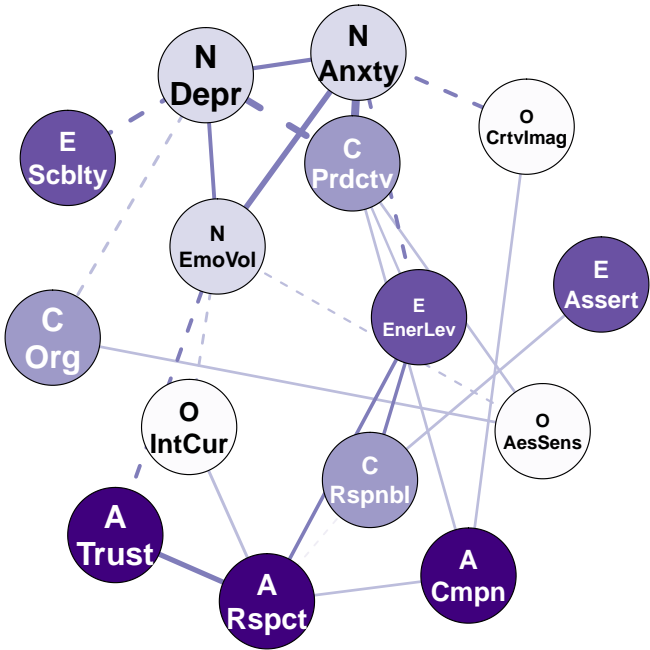 N
Anxty
N
Depr
O
CrtvImag
E
Scblty
C
Prdctv
N
EmoVol
E
Assert
E
EnerLev
C
Org
O
IntCur
O
AesSens
C
Rspnbl
A
Trust
A
Cmpn
A
Rspct